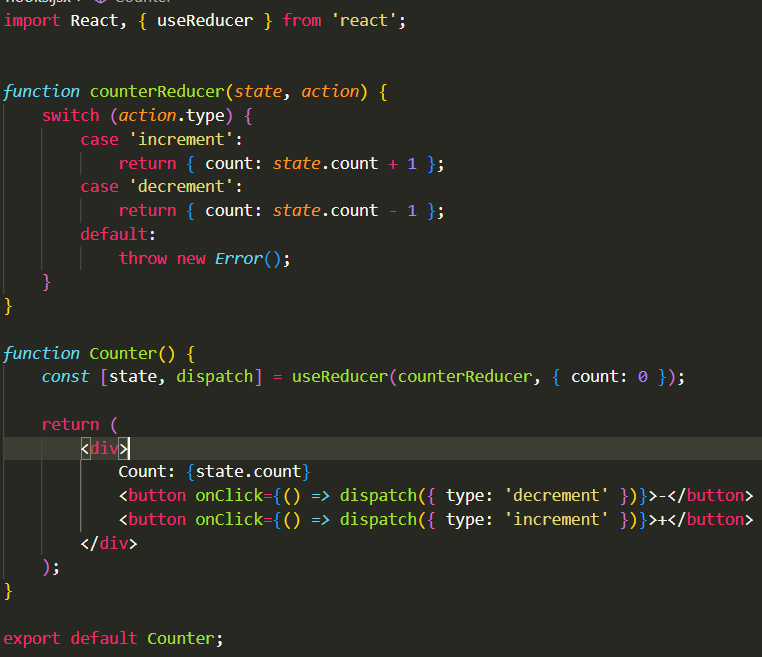 Counter
import React, { useReducer } from 'react';
function counterReducer(state, action) {
switch (action.type) {
case 'increment':
return { count: state.count + 1 };
case 'decrement':
return { count: state.count - 1 };
default:
throw new Error();
}
}
function Counter() {
const [state, dispatch] = useReducer(counterReducer, { count: 0 });
return (
<div>
Count: {state.count}
<button onClick={() => dispatch({ type: 'decrement' })}>-</button>
<button onClick={() => dispatch({ type: 'increment' })}>+</button>
</div>
);
}
export default Counter;